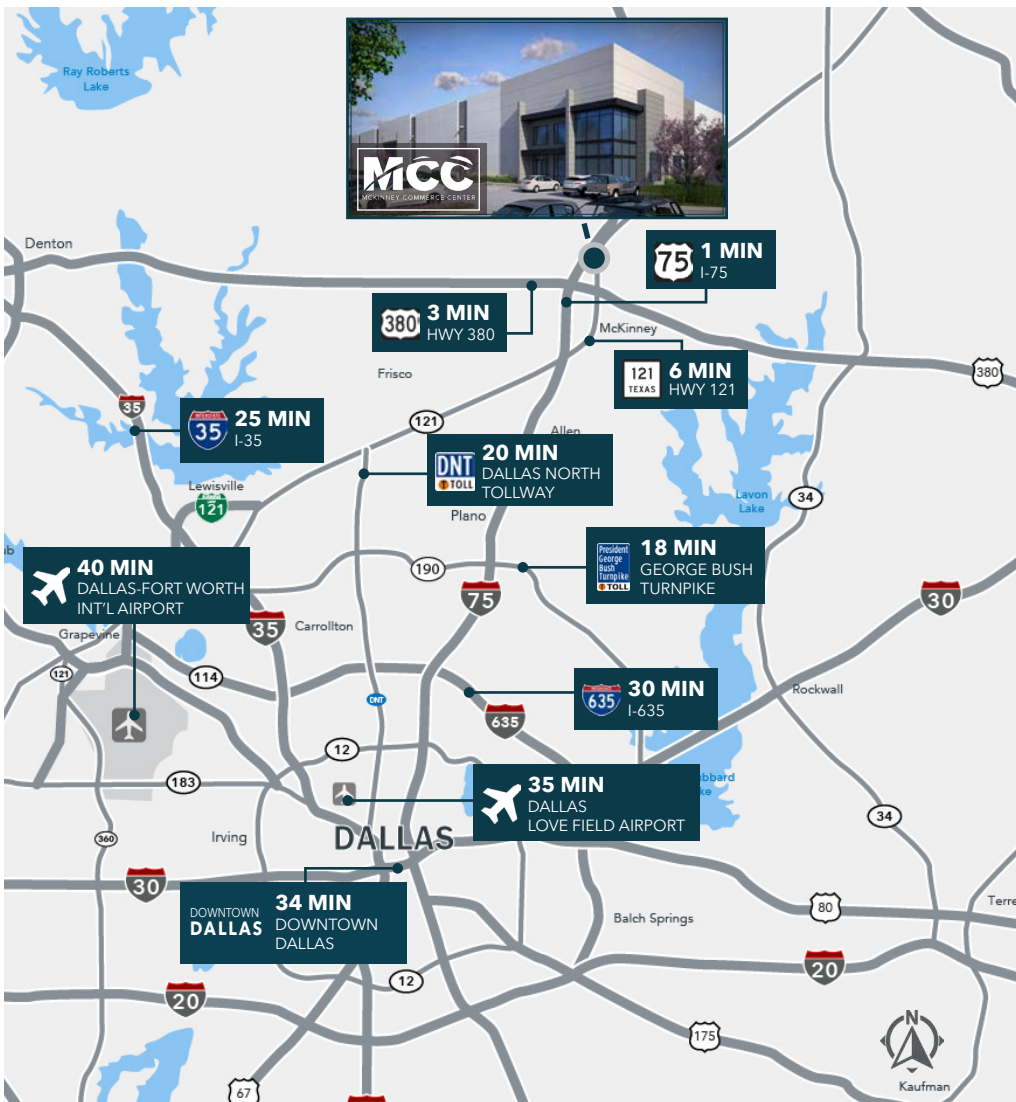 Ray Roberts
Lake
MCC
MCKINNEY COMMERCE CENTER
Denton
75
1 MIN
I-75
380
3 MIN
HWY 380
McKinney
121
TEXAS
6 MIN
HWY 121
380
Frisco
35
INTERSTATE
35
25 MIN
I-35
121
Allen
DNT
TOLL
20 MIN
DALLAS NORTH
TOLLWAY
Lewisville
121
Plano
Lavon
Lake
34
40 MIN
DALLAS-FORT WORTH
INT'L AIRPORT
190
President
George
Bush
Turnpike
TOLL
18 MIN
GEORGE BUSH
TURNPIKE
75
30
35
Carrollton
Grapevine
121
114
DNT
635
635
30 MIN
I-635
Rockwall
12
183
35 MIN
DALLAS
LOVE FIELD AIRPORT
34
360
Irving
DALLAS
30
DOWNTOWN
DALLAS
34 MIN
DOWNTOWN
DALLAS
80
Balch Springs
12
20
20
175
N
67
Kaufman